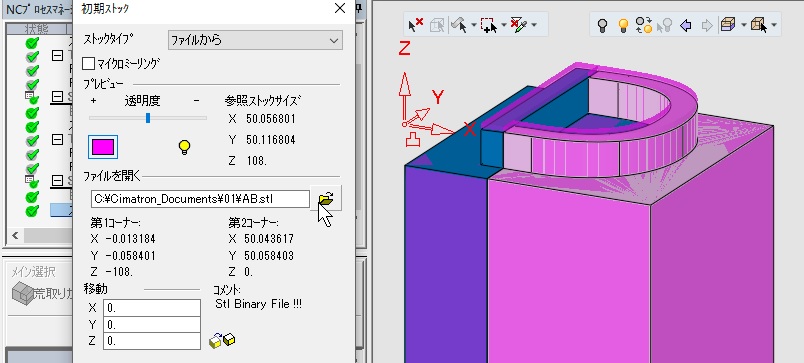 NCﾌﾟﾛｾｽﾏﾈｰ
状態
初期ｽﾄｯｸ
ｽﾄｯｸﾀｲﾌﾟ
ﾌｧｲﾙから
ﾏｲｸﾛﾐｰﾘﾝｸﾞ
ﾌﾟﾚﾋﾞｭｰ
+ 透明度 -
参照ｽﾄｯｸｻｲｽﾞ
X 50.056801
Y 50.116804
Z 108.
ﾌｧｲﾙを開く
C:¥Cimatron_Documents¥01¥AB.stl
第1ｺｰﾅｰ:
X -0.013184
Y -0.058401
Z -108.
第2ｺｰﾅｰ:
X 50.043617
Y 50.058403
Z 0.
移動
X 0.
Y 0.
Z 0.
ｺﾒﾝﾄ:
Stl Binary File !!!
メイン選択
荒取り
Z
Y
X